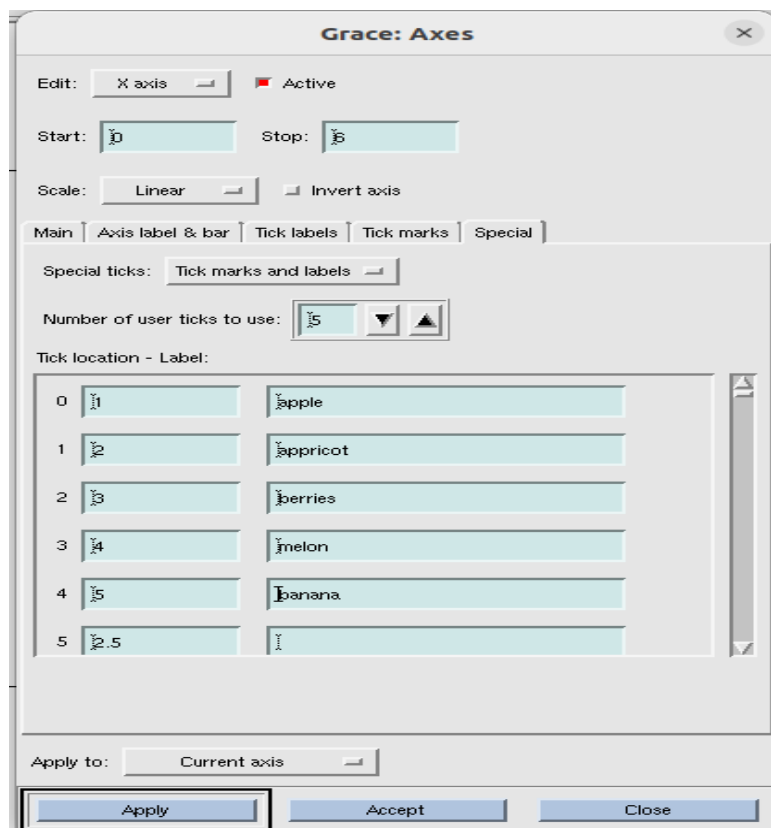 Grace: Axes
Edit: X axis Active
Start: 0 Stop: 6
Scale: Linear Invert axis
Main Axis label & bar Tick labels Tick marks Special
Special ticks: Tick marks and labels
Number of user ticks to use: 5
Tick location - Label:
0 1 apple
1 2 appricot
2 3 berries
3 4 melon
4 5 banana
5 2.5
Apply to: Current axis
Apply Accept Close